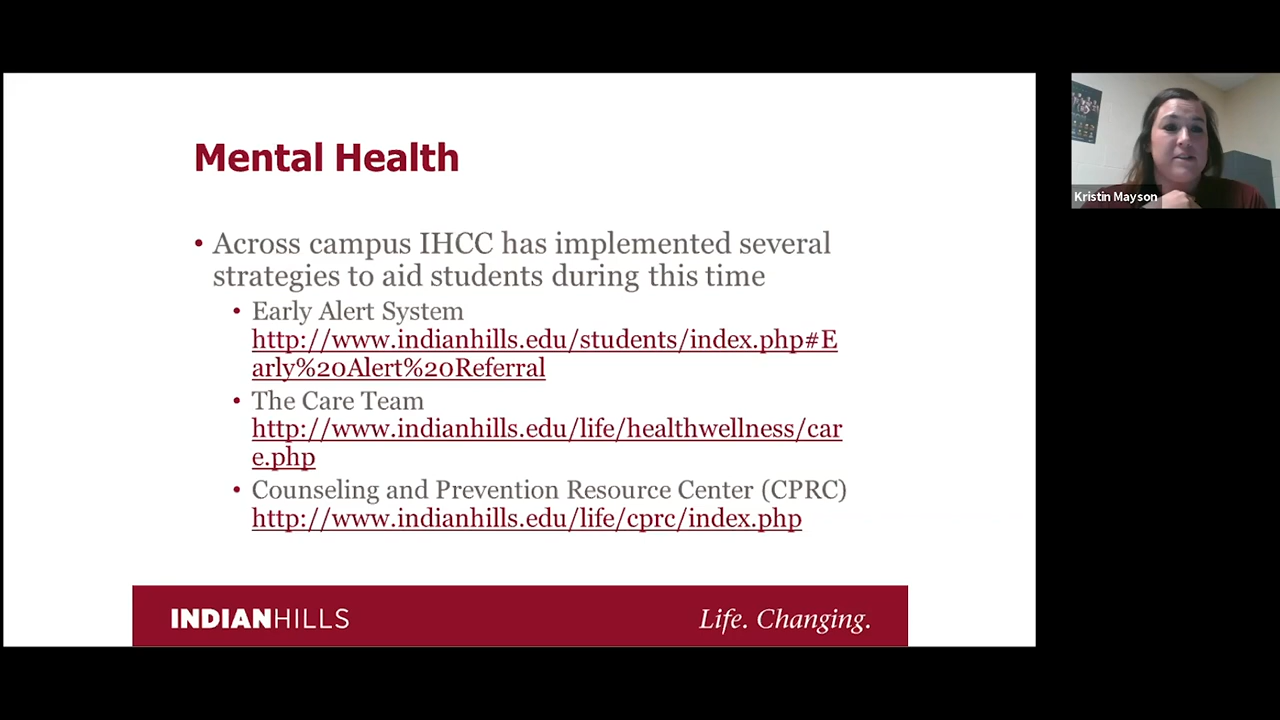 Mental Health
• Across campus IHCC has implemented several
strategies to aid students during this time
• Early Alert System
http://www.indianhills.edu/students/index.php#E
arly%20Alert%20Referral
• The Care Team
http://www.indianhills.edu/life/healthwellness/car
e.php
• Counseling and Prevention Resource Center (CPRC)
http://www.indianhills.edu/life/cprc/index.php
INDIANHILLS
Life. Changing.
Kristin Mayson